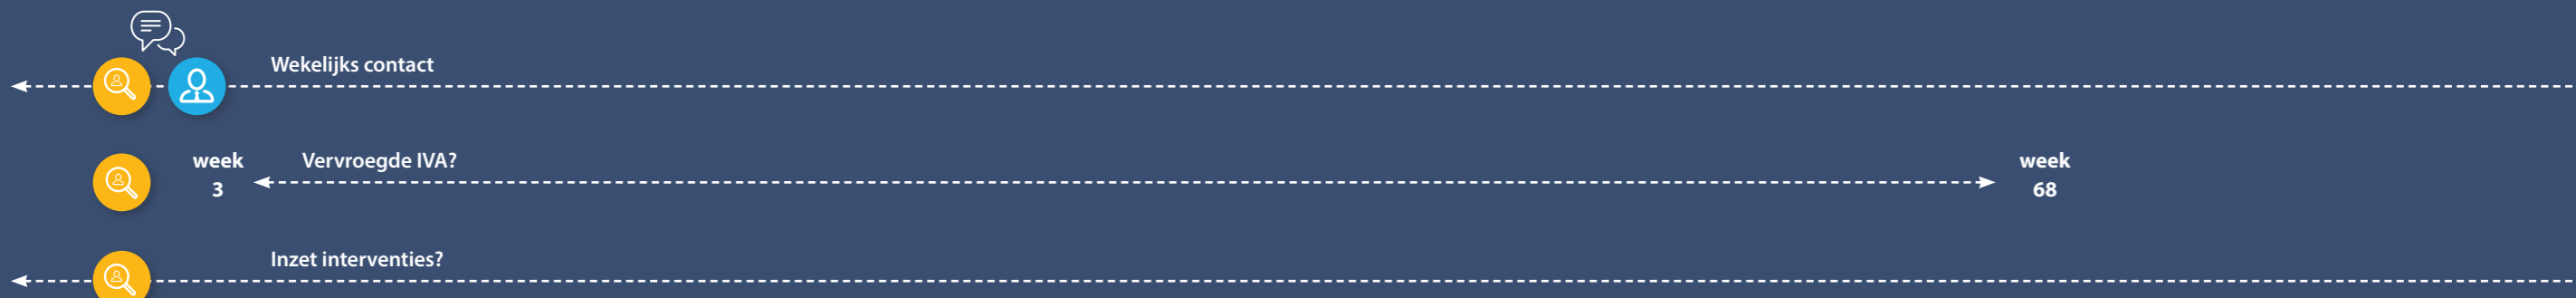 Wekelijks contact
week
3
Vervroegde IVA?
week
68
Inzet interventies?